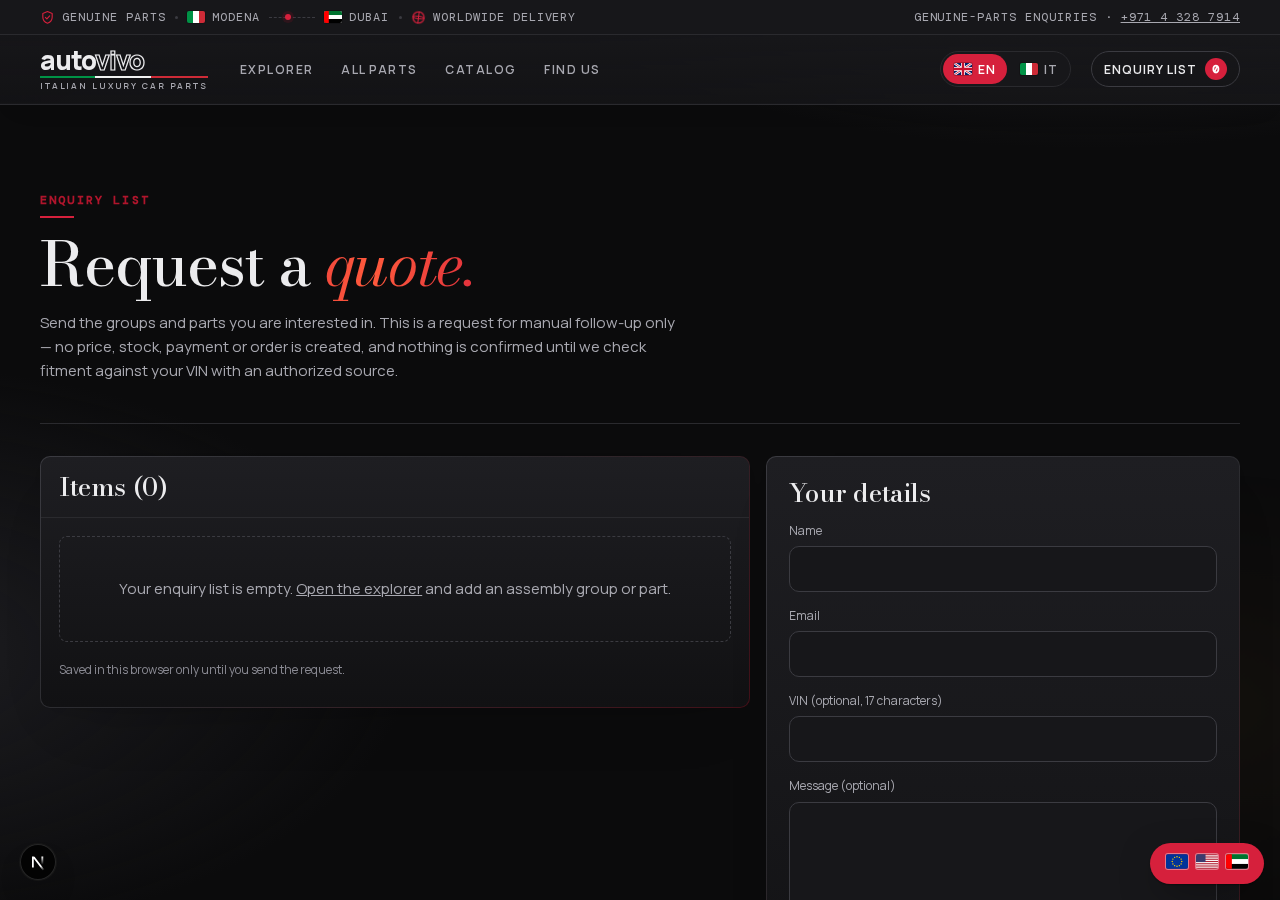 GENUINE PARTS • MODENA DUBAI • WORLDWIDE DELIVERY
GENUINE-PARTS ENQUIRIES · +971 4 328 7914
autovivo
ITALIAN LUXURY CAR PARTS
EXPLORER ALL PARTS CATALOG FIND US
EN IT
ENQUIRY LIST 0
ENQUIRY LIST
Request a quote.
Send the groups and parts you are interested in. This is a request for manual follow-up only
— no price, stock, payment or order is created, and nothing is confirmed until we check
fitment against your VIN with an authorized source.
Items (0)
Your enquiry list is empty. Open the explorer and add an assembly group or part.
Saved in this browser only until you send the request.
Your details
Name
Email
VIN (optional, 17 characters)
Message (optional)
N